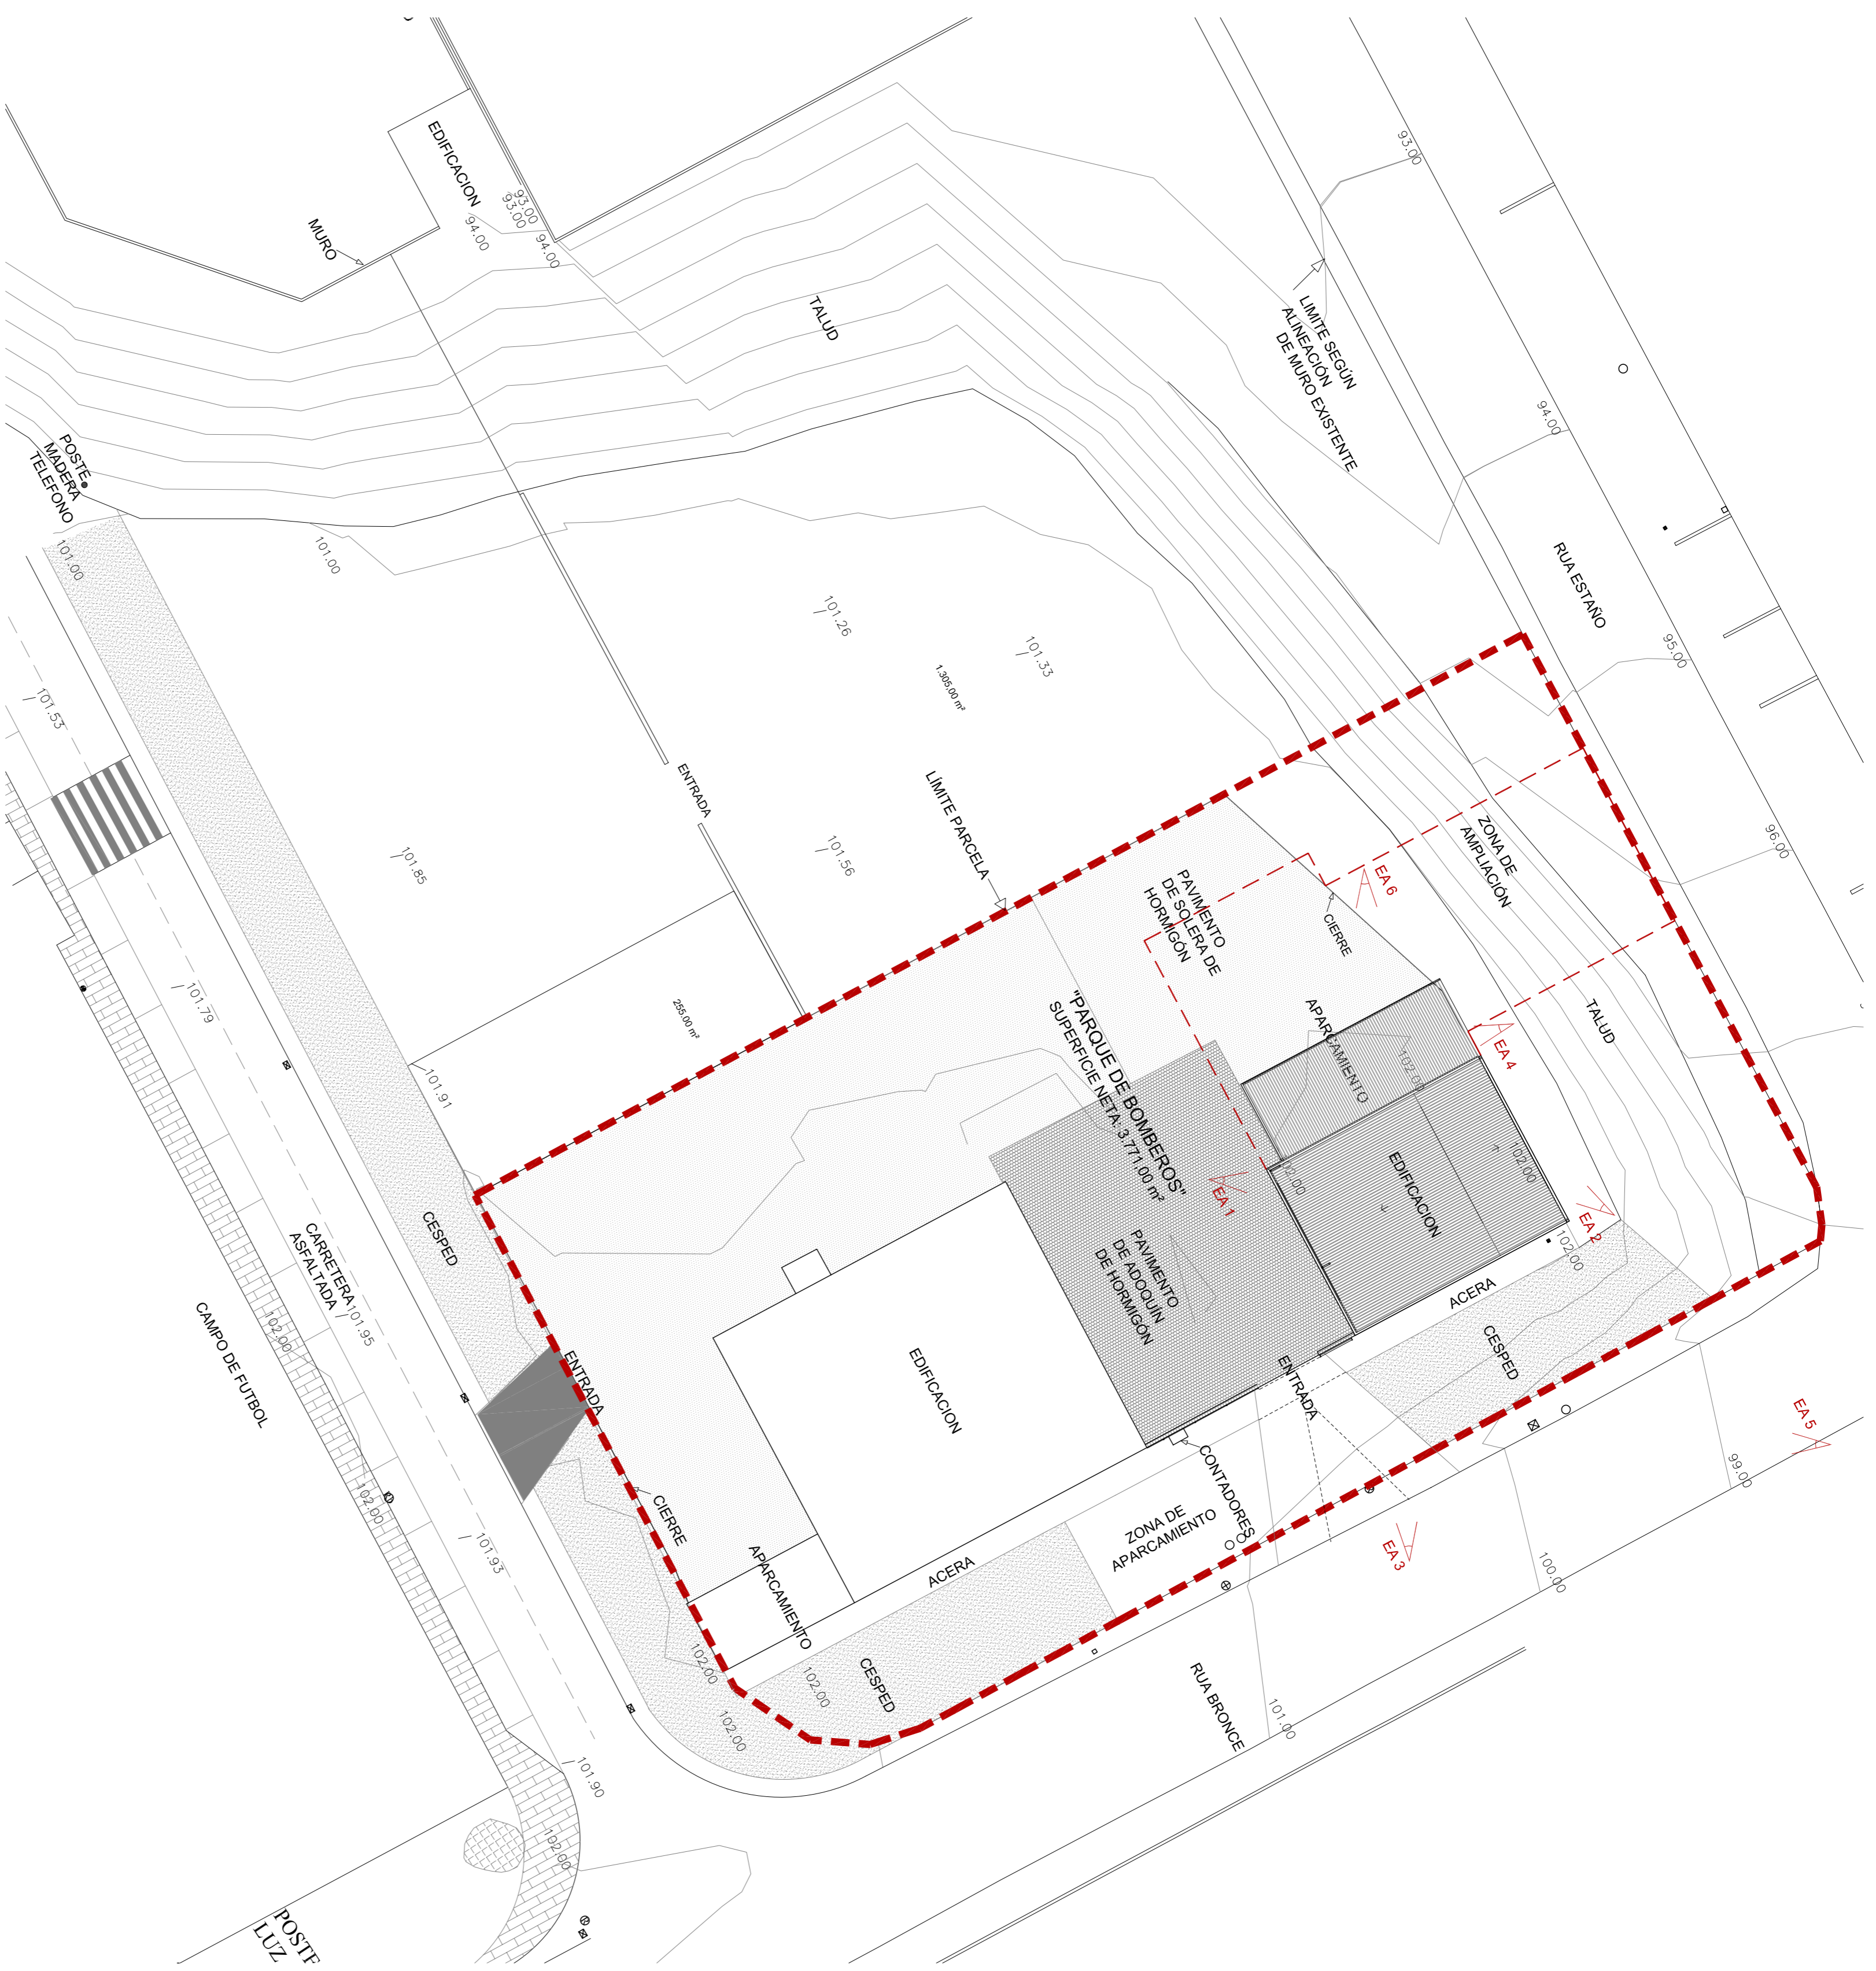 EDIFICACION
93.00
93.00
94.00
94.00
MURO
TALUD
93.00
LIMITE SEGÚN
ALINEACIÓN
DE MURO EXISTENTE
94.00
POSTE
MADERA
TELEFONO
101.00
101.00
RUA ESTAÑO
101.26
101.33
95.00
1.305.00 m²
101.53
ENTRADA
LÍMITE PARCELA
96.00
ZONA DE
AMPLIACIÓN
101.85
101.56
EA 6
PAVIMENTO
DE SOLERA DE
HORMIGÓN
CIERRE
101.79
255.00 m²
101.91
"PARQUE DE BOMBEROS"
SUPERFICIE NETA: 3.771.00 m²
APARCAMIENTO
102.00
TALUD
EA 4
102.00
102.00
EDIFICACION
EA 1
EA 2
102.00
CESPED
CARRETERA
ASFALTADA
101.95
102.00
CAMPO DE FUTBOL
PAVIMENTO
DE ADOQUÍN
DE HORMIGÓN
ACERA
CESPED
ENTRADA
EDIFICACION
ENTRADA
EA 5
99.00
102.00
CIERRE
CONTADORES
ZONA DE
APARCAMIENTO
101.93
APARCAMIENTO
ACERA
EA 3
100.00
102.00
102.00
CESPED
102.00
RUA BRONCE
101.00
101.90
102.00
POSTE
LUZ